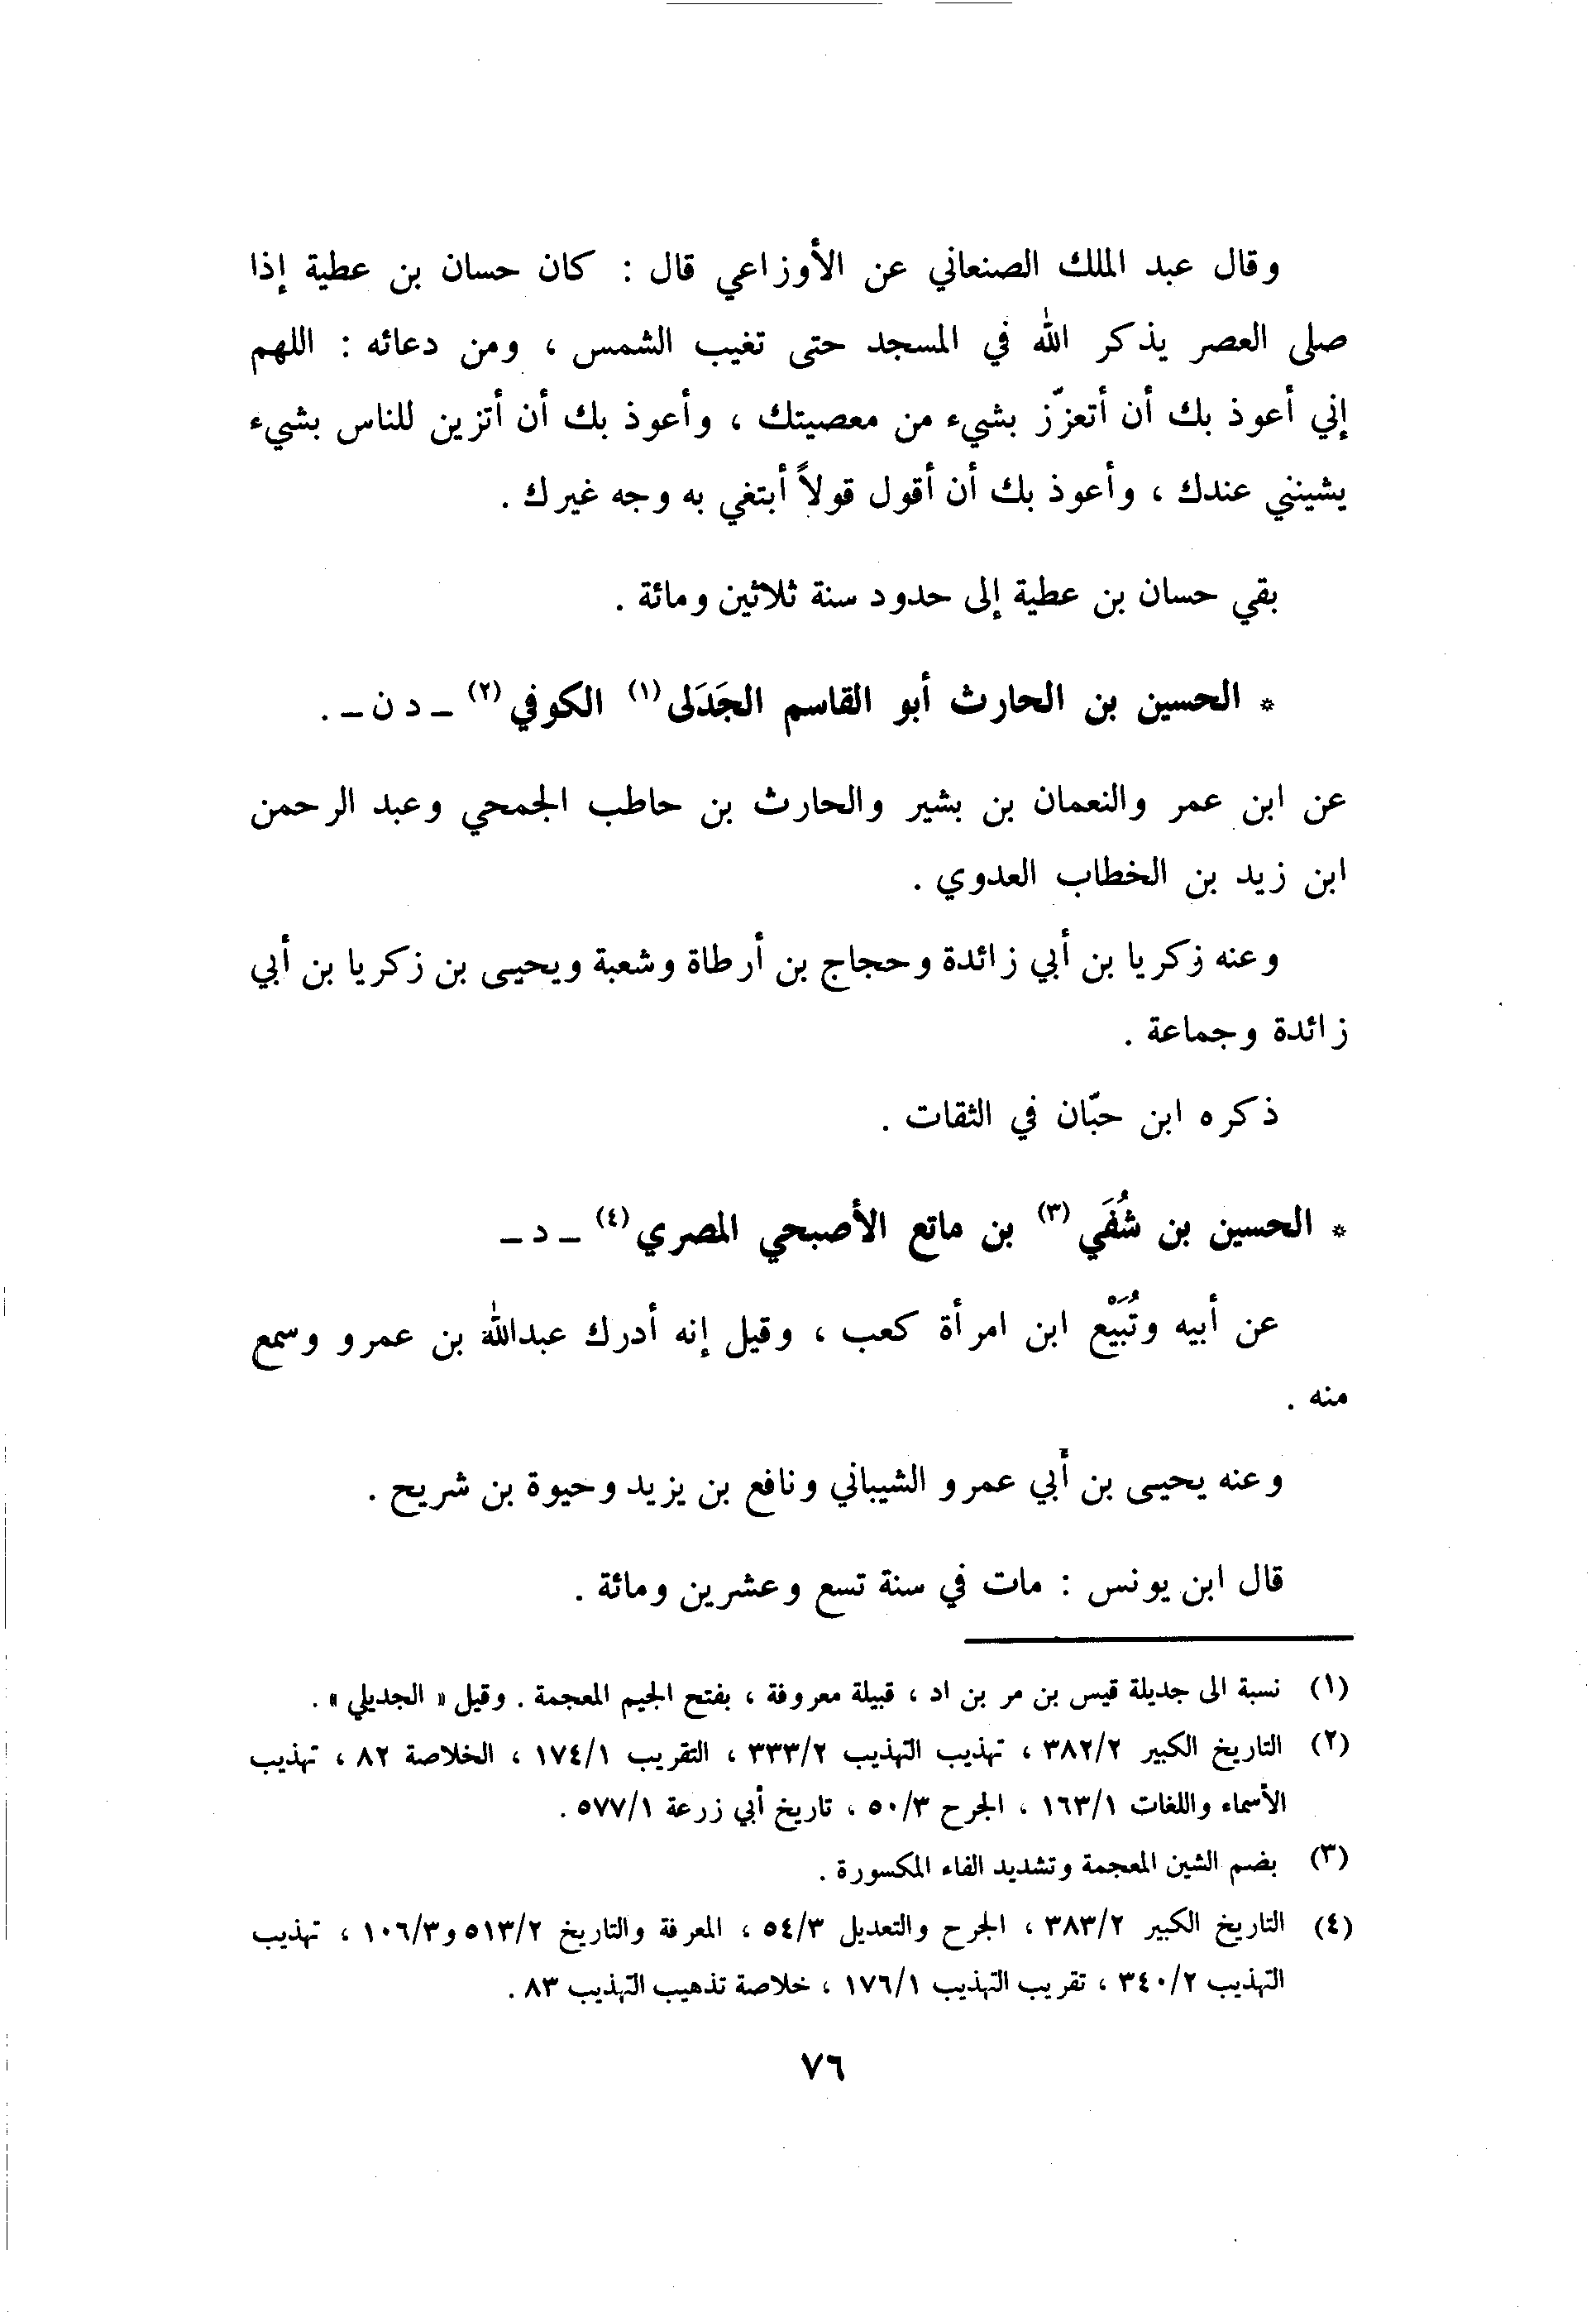 وقال عبد الملك الصنعاني عن الأوزاعي قال : كان حسان بن عطية إذا
صلى العصر يذكر الله في المسجد حتى تغيب الشمس ، ومن دعائه : اللهم
إني أعوذ بك أن أتعزّز بشيء من معصيتك ، وأعوذ بك أن أتزين للناس بشيء
يشينني عندك ، وأعوذ بك أن أقول قولاً أبتغي به وجه غيرك .
بقي حسان بن عطية إلى حدود سنة ثلاثين ومائة .
* الحسين بن الحارث أبو القاسم الجَدَلى(١) الكوفي(٢) ـ د ن ـ .
عن ابن عمر والنعمان بن بشير والحارث بن حاطب الجمحي وعبد الرحمن
ابن زيد بن الخطاب العدوي .
وعنه زكريا بن أبي زائدة وحجاج بن أرطاة وشعبة ويحيى بن زكريا بن أبي
زائدة وجماعة .
ذكره ابن حبّان في الثقات .
* الحسين بن شُفَي(٣) بن ماتع الأصبحي المصري(٤) ـ د ـ
عن أبيه وتُبَيْع ابن امرأة كعب ، وقيل إنه أدرك عبدالله بن عمرو وسمع
منه .
وعنه يحيى بن أبي عمرو الشيباني ونافع بن يزيد وحيوة بن شريح .
قال ابن يونس : مات في سنة تسع وعشرين ومائة .
(١) نسبة الى جديلة قيس بن مر بن اد ، قبيلة معروفة ، بفتح الجيم المعجمة . وقيل « الجديلي » .
(٢) التاريخ الكبير ٣٨٢/٢ ، تهذيب التهذيب ٣٣٣/٢ ، التقريب ١٧٤/١ ، الخلاصة ٨٢ ، تهذيب
الأسماء واللغات ١٦٣/١ ، الجرح ٥٠/٣ ، تاريخ أبي زرعة ٥٧٧/١ .
(٣) بضم الشين المعجمة وتشديد الفاء المكسورة .
(٤) التاريخ الكبير ٣٨٣/٢ ، الجرح والتعديل ٥٤/٣ ، المعرفة والتاريخ ٥١٣/٢ و١٠٦/٣ ، تهذيب
التهذيب ٣٤٠/٢ ، تقريب التهذيب ١٧٦/١ ، خلاصة تذهيب التهذيب ٨٣ .
٧٦